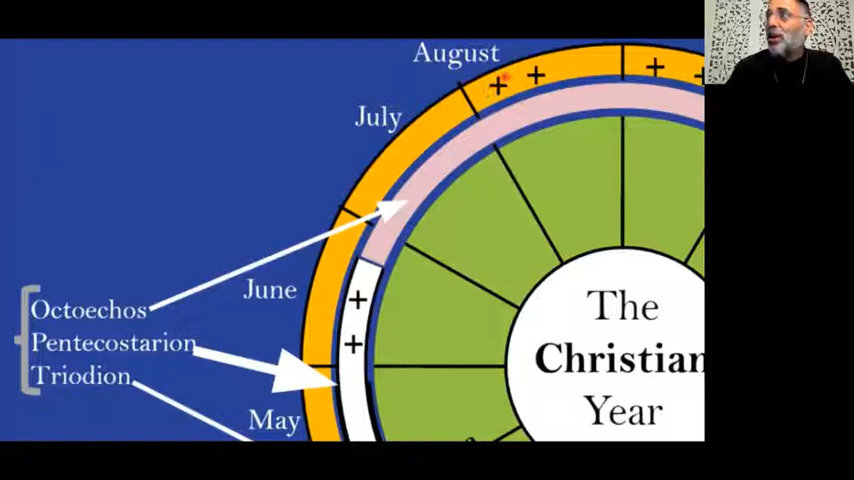 August
July
June
Octoechos
Pentecostarion
Triodion
May
The
Christian
Year